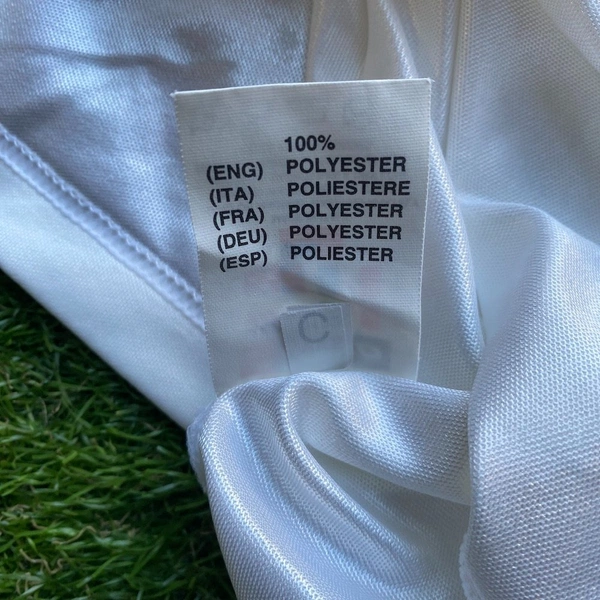 100%
(ENG) POLYESTER
(ITA) POLIESTERE
(FRA) POLYESTER
(DEU) POLYESTER
(ESP) POLIESTER
C